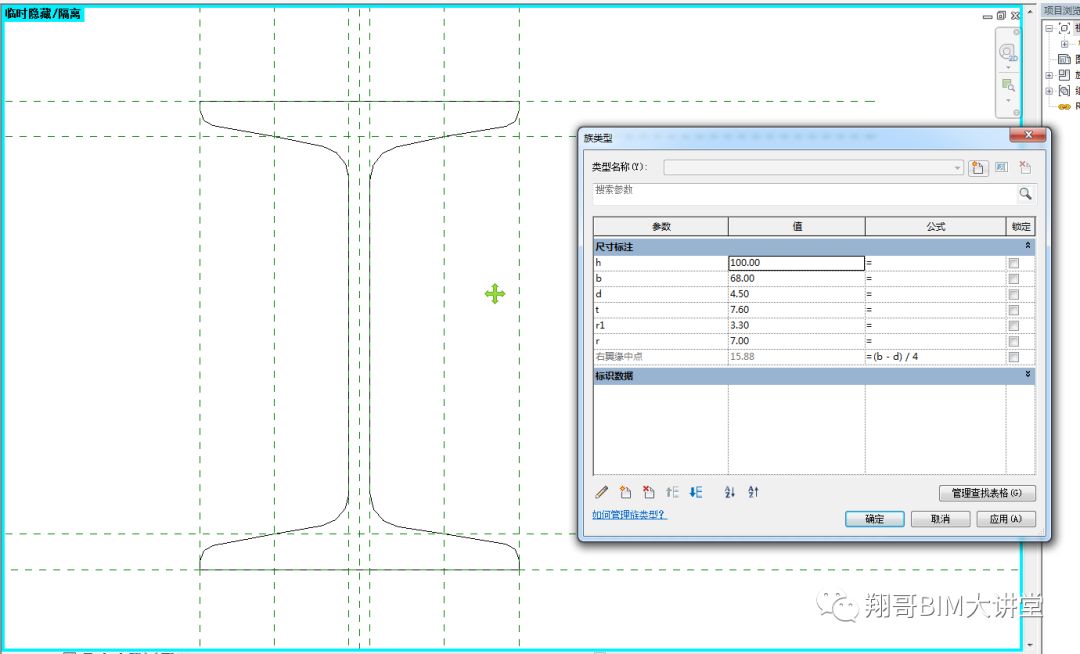 临时隐藏/隔离
项目浏览
2D
族类型
类型名称(Y):
搜索参数
参数 值 公式 锁定
尺寸标注
h 100.00 =
b 68.00 =
d 4.50 =
t 7.60 =
r1 3.30 =
r 7.00 =
右翼缘中点 15.88 =(b - d) / 4
标识数据
管理查找表格(G)
如何管理族类型?
确定 取消 应用(A)
翔哥BIM大讲堂